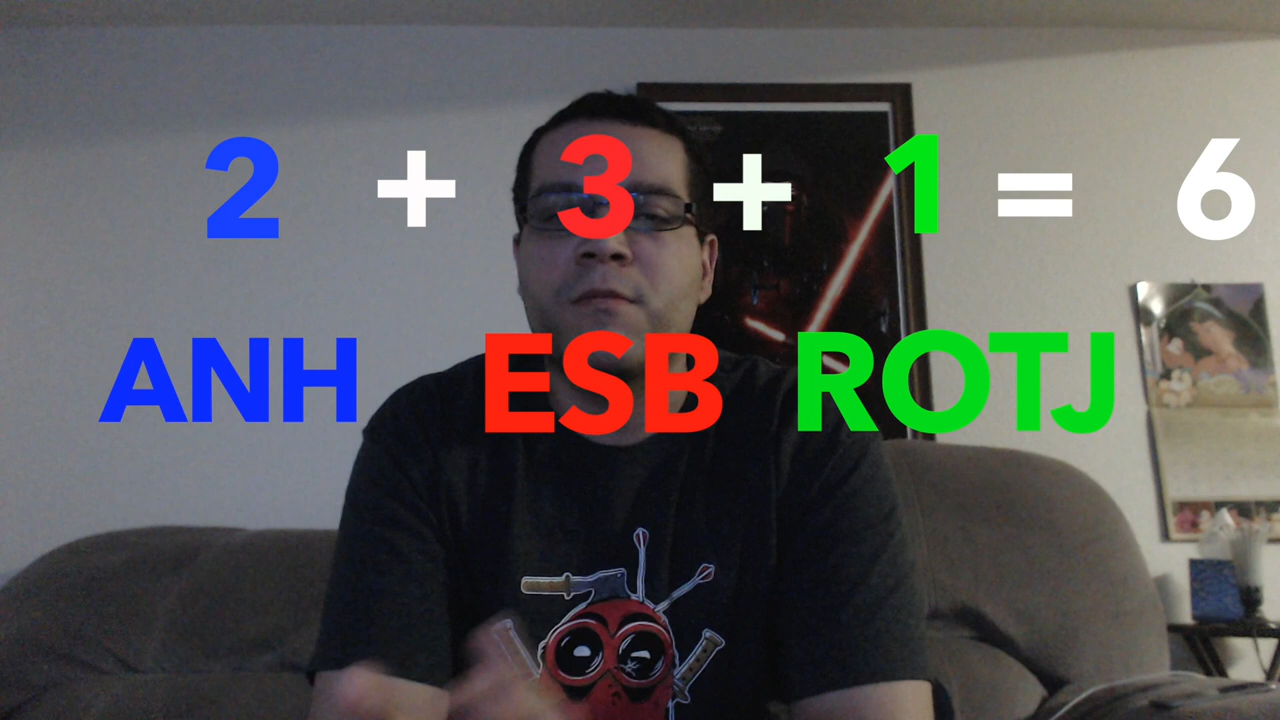 2 + 3 + 1 = 6
ANH ESB ROTJ